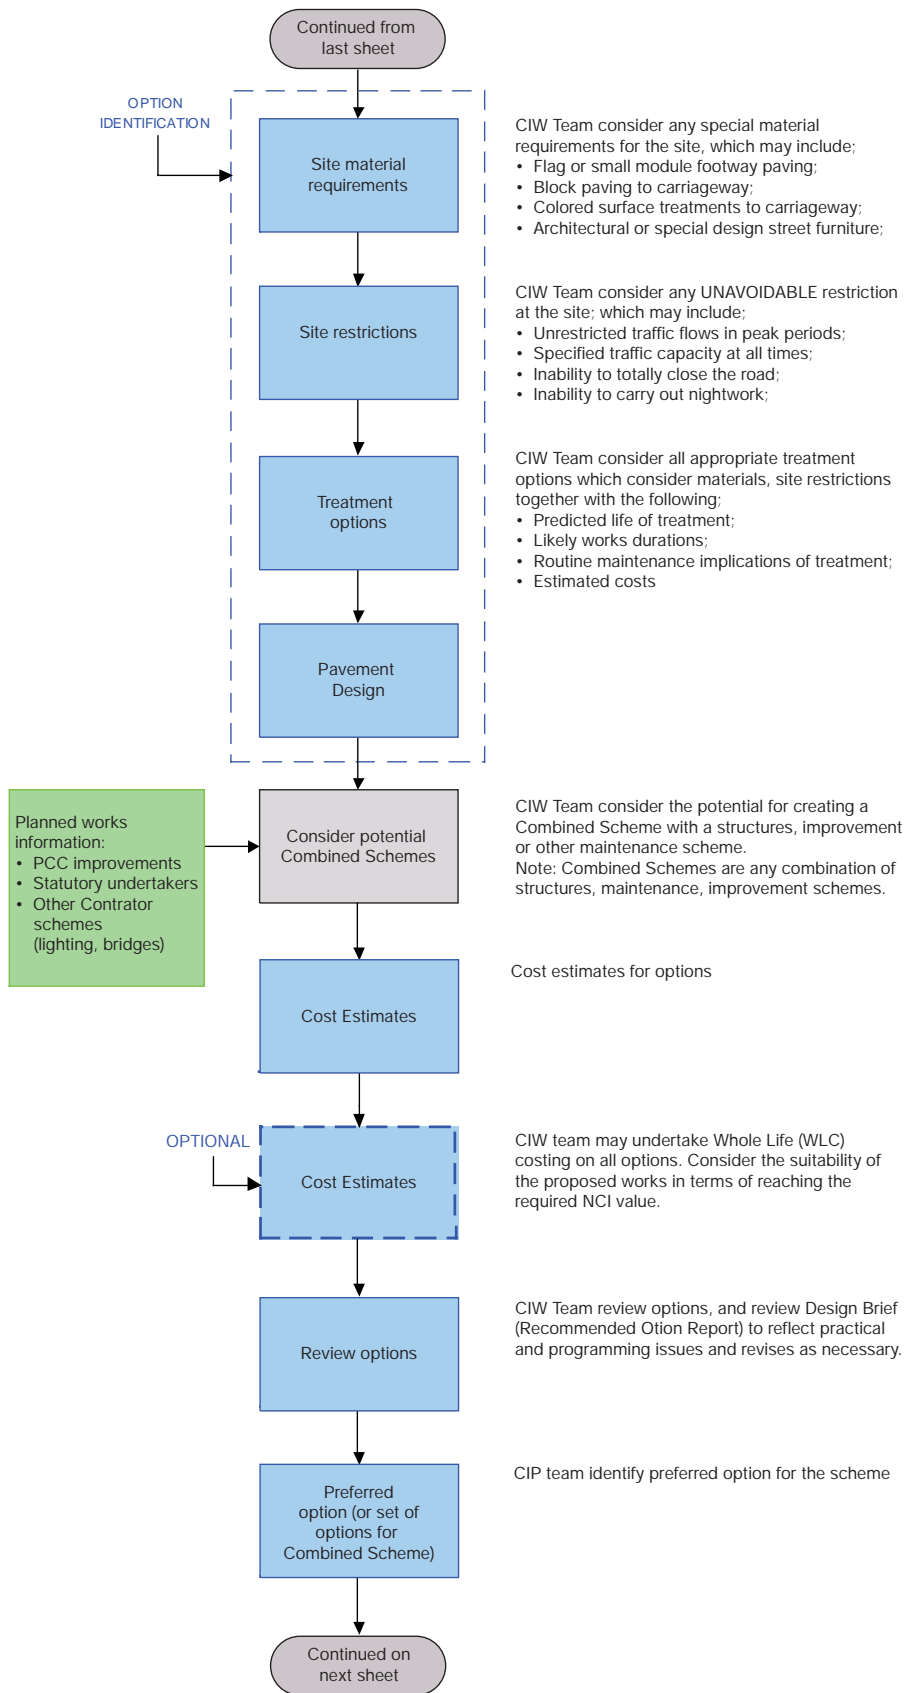 Continued from
last sheet
OPTION
IDENTIFICATION
Site material
requirements
CIW Team consider any special material
requirements for the site, which may include;
• Flag or small module footway paving;
• Block paving to carriageway;
• Colored surface treatments to carriageway;
• Architectural or special design street furniture;
Site restrictions
CIW Team consider any UNAVOIDABLE restriction
at the site; which may include;
• Unrestricted traffic flows in peak periods;
• Specified traffic capacity at all times;
• Inability to totally close the road;
• Inability to carry out nightwork;
Treatment
options
CIW Team consider all appropriate treatment
options which consider materials, site restrictions
together with the following;
• Predicted life of treatment;
• Likely works durations;
• Routine maintenance implications of treatment;
• Estimated costs
Pavement
Design
Planned works
information:
• PCC improvements
• Statutory undertakers
• Other Contrator
schemes
(lighting, bridges)
Consider potential
Combined Schemes
CIW Team consider the potential for creating a
Combined Scheme with a structures, improvement
or other maintenance scheme.
Note: Combined Schemes are any combination of
structures, maintenance, improvement schemes.
Cost Estimates
Cost estimates for options
OPTIONAL
Cost Estimates
CIW team may undertake Whole Life (WLC)
costing on all options. Consider the suitability of
the proposed works in terms of reaching the
required NCI value.
Review options
CIW Team review options, and review Design Brief
(Recommended Otion Report) to reflect practical
and programming issues and revises as necessary.
Preferred
option (or set of
options for
Combined Scheme)
CIP team identify preferred option for the scheme
Continued on
next sheet